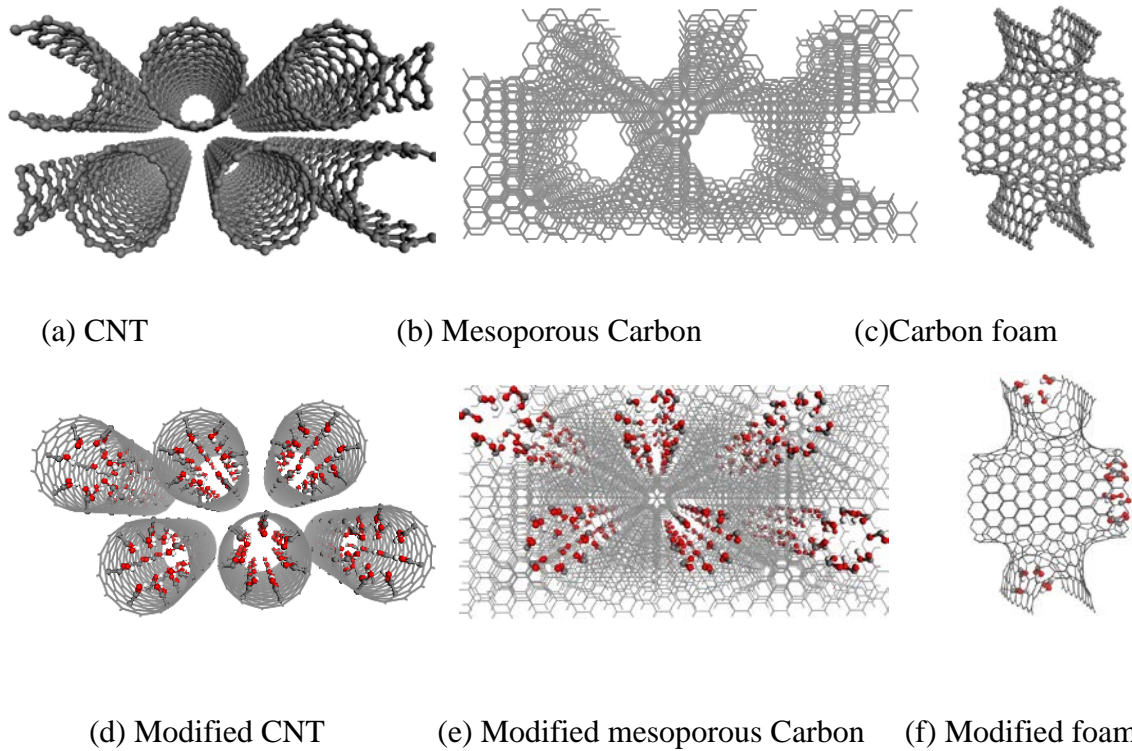 (a) CNT (b) Mesoporous Carbon (c)Carbon foam
(d) Modified CNT (e) Modified mesoporous Carbon (f) Modified foam